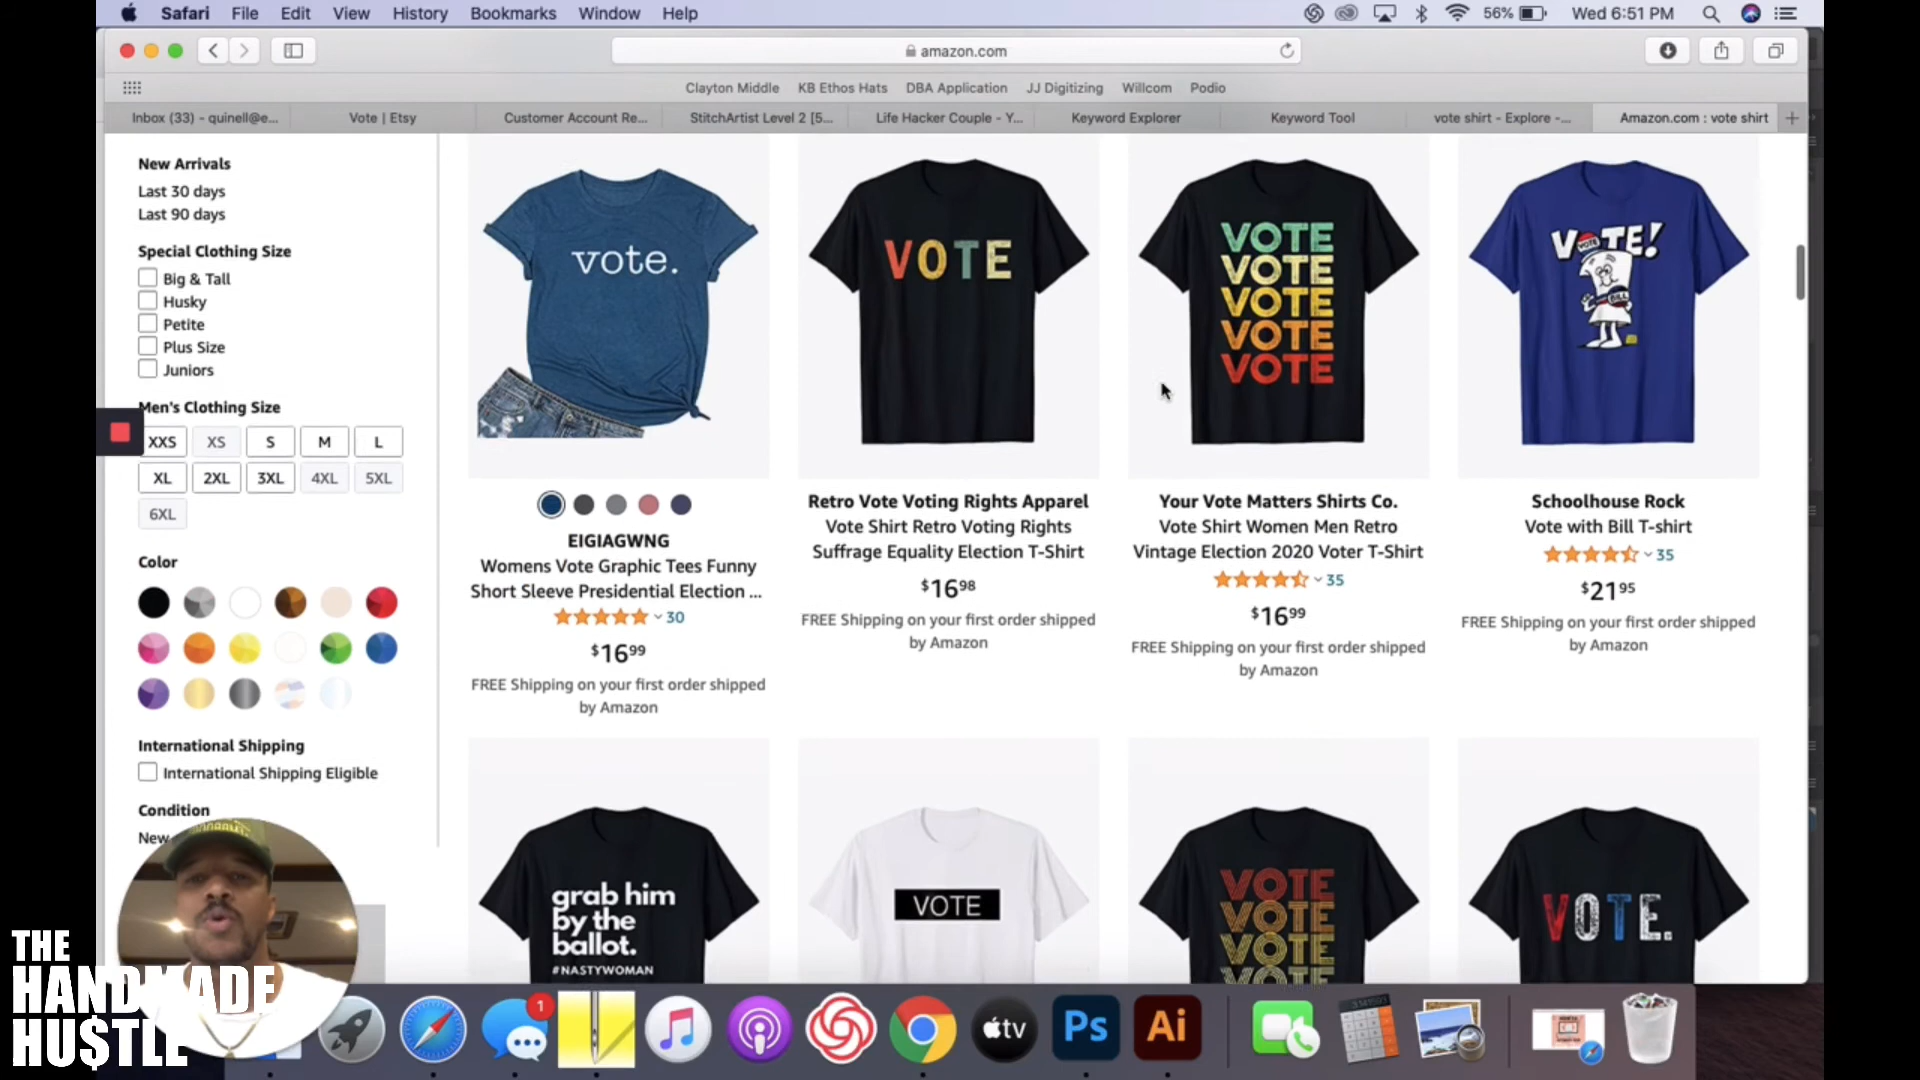 Safari File Edit View History Bookmarks Window Help 56% Wed 6:51 PM
amazon.com
Clayton Middle KB Ethos Hats DBA Application JJ Digitizing Willcom Podio
Inbox (33) - quinell@e... Vote | Etsy Customer Account Re... StitchArtist Level 2 [5... Life Hacker Couple - Y... Keyword Explorer Keyword Tool vote shirt - Explore -... Amazon.com : vote shirt
New Arrivals
Last 30 days
Last 90 days
Special Clothing Size
Big & Tall
Husky
Petite
Plus Size
Juniors
Men's Clothing Size
XXS XS S M L
XL 2XL 3XL 4XL 5XL
6XL
Color
International Shipping
International Shipping Eligible
Condition
New
vote.
EIGIAGWNG
Womens Vote Graphic Tees Funny
Short Sleeve Presidential Election ...
30
$16.99
FREE Shipping on your first order shipped
by Amazon
VOTE
Retro Vote Voting Rights Apparel
Vote Shirt Retro Voting Rights
Suffrage Equality Election T-Shirt
$16.98
FREE Shipping on your first order shipped
by Amazon
VOTE
VOTE
VOTE
VOTE
VOTE
Your Vote Matters Shirts Co.
Vote Shirt Women Men Retro
Vintage Election 2020 Voter T-Shirt
35
$16.99
FREE Shipping on your first order shipped
by Amazon
VOTE!
VOTE
BILL
Schoolhouse Rock
Vote with Bill T-shirt
35
$21.95
FREE Shipping on your first order shipped
by Amazon
grab him
by the
ballot.
#NASTYWOMAN
VOTE
VOTE
VOTE
VOTE
VOTE
VOTE.
THE
HANDMADE
HU$TLE
1
tv
Ps
Ai